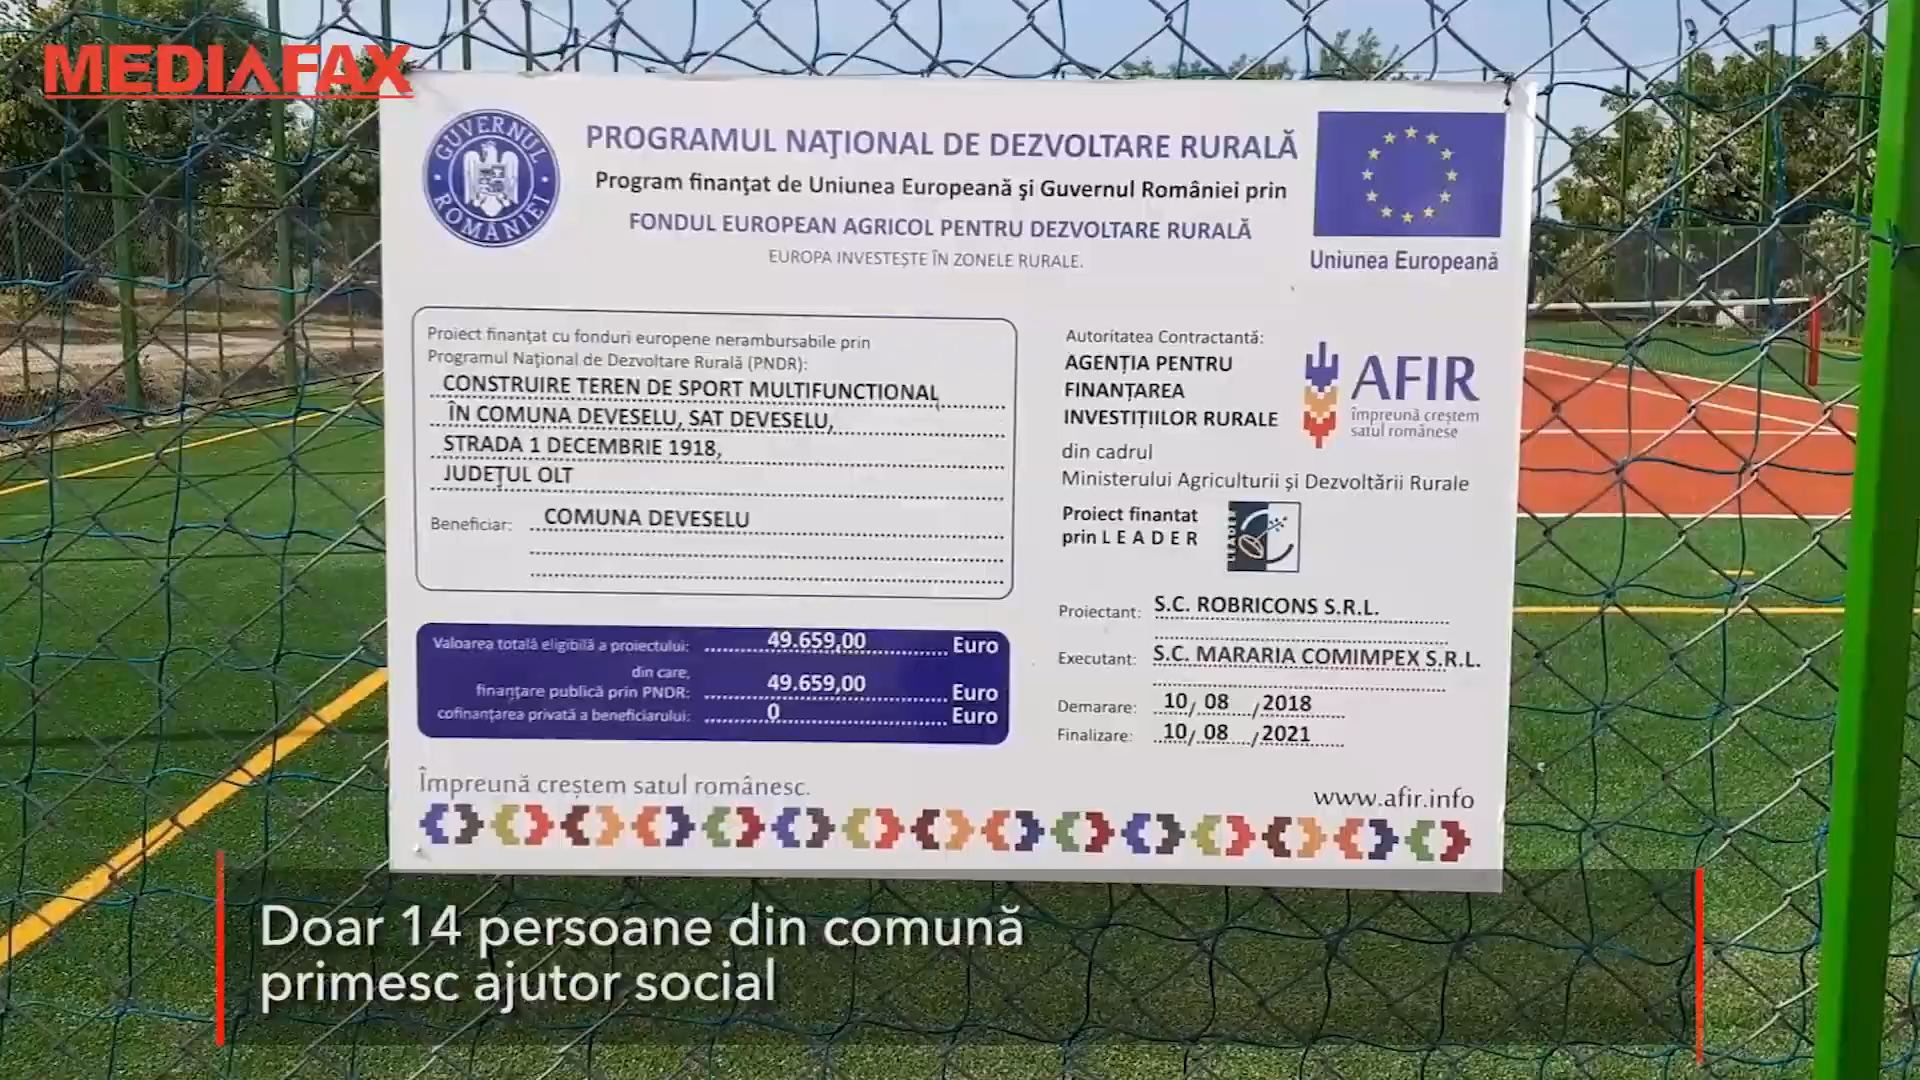 MEDIAFAX
GUVERNUL ROMÂNIEI
PROGRAMUL NAŢIONAL DE DEZVOLTARE RURALĂ
Program finanţat de Uniunea Europeană şi Guvernul României prin
FONDUL EUROPEAN AGRICOL PENTRU DEZVOLTARE RURALĂ
EUROPA INVESTEŞTE ÎN ZONELE RURALE.
Uniunea Europeană
Proiect finanţat cu fonduri europene nerambursabile prin
Programul Naţional de Dezvoltare Rurală (PNDR):
CONSTRUIRE TEREN DE SPORT MULTIFUNCTIONAL
ÎN COMUNA DEVESELU, SAT DEVESELU,
STRADA 1 DECEMBRIE 1918,
JUDEŢUL OLT
Beneficiar: COMUNA DEVESELU
Valoarea totală eligibilă a proiectului: 49.659,00 Euro
din care,
finanţare publică prin PNDR: 49.659,00 Euro
cofinanţarea privată a beneficiarului: 0 Euro
Autoritatea Contractantă:
AGENŢIA PENTRU
FINANŢAREA
INVESTIŢIILOR RURALE
AFIR
împreună creştem
satul românesc
din cadrul
Ministerului Agriculturii şi Dezvoltării Rurale
Proiect finantat
prin L E A D E R
LEADER
Proiectant: S.C. ROBRICONS S.R.L.
Executant: S.C. MARARIA COMIMPEX S.R.L.
Demarare: 10/ 08 /2018
Finalizare: 10/ 08 /2021
Împreună creştem satul românesc.
www.afir.info
Doar 14 persoane din comună
primesc ajutor social